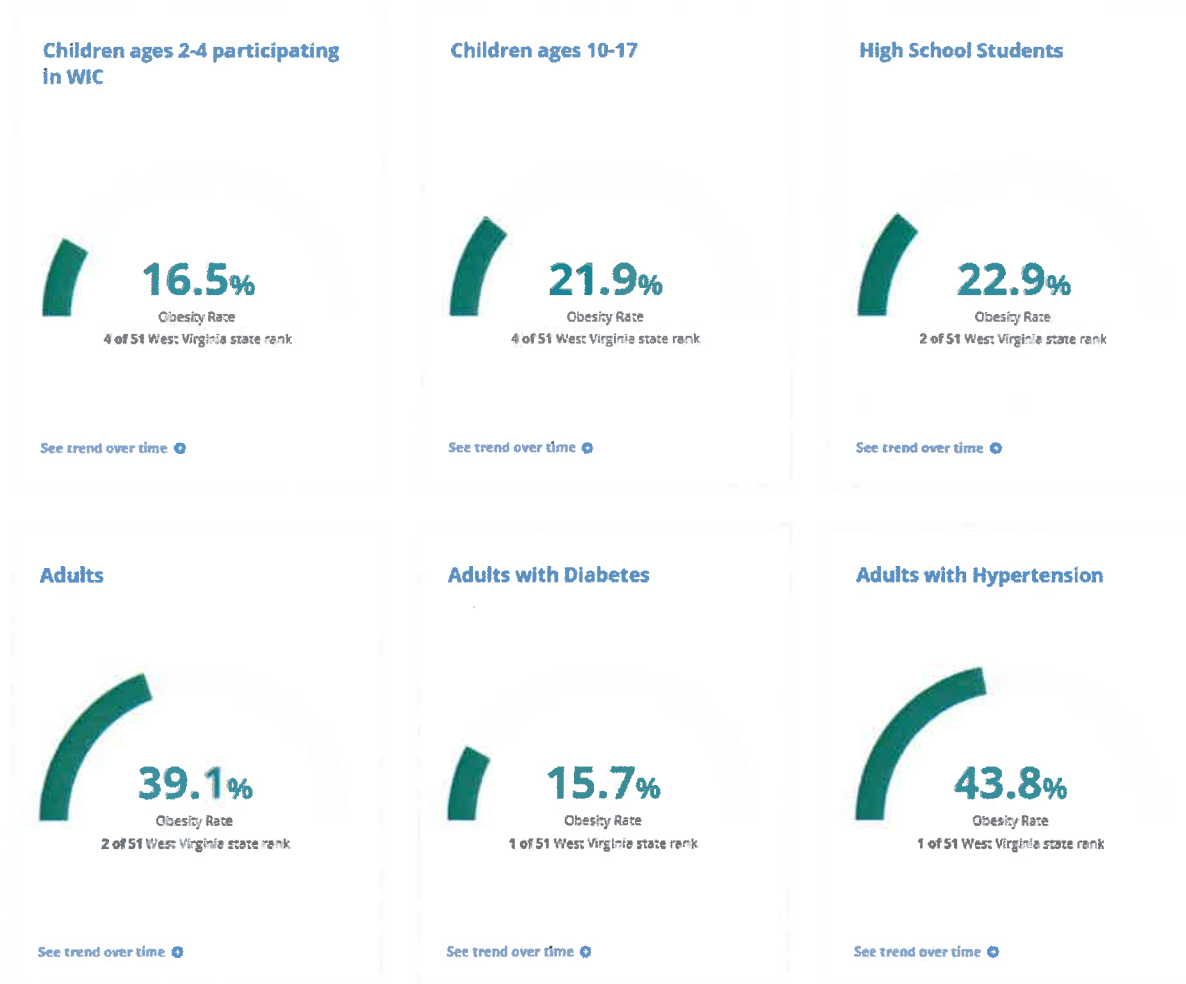 Children ages 2-4 participating
in WIC
16.5%
Obesity Rate
4 of 51 West Virginia state rank
See trend over time
Children ages 10-17
21.9%
Obesity Rate
4 of 51 West Virginia state rank
See trend over time
High School Students
22.9%
Obesity Rate
2 of 51 West Virginia state rank
See trend over time
Adults
39.1%
Obesity Rate
2 of 51 West Virginia state rank
See trend over time
Adults with Diabetes
15.7%
Obesity Rate
1 of 51 West Virginia state rank
See trend over time
Adults with Hypertension
43.8%
Obesity Rate
1 of 51 West Virginia state rank
See trend over time